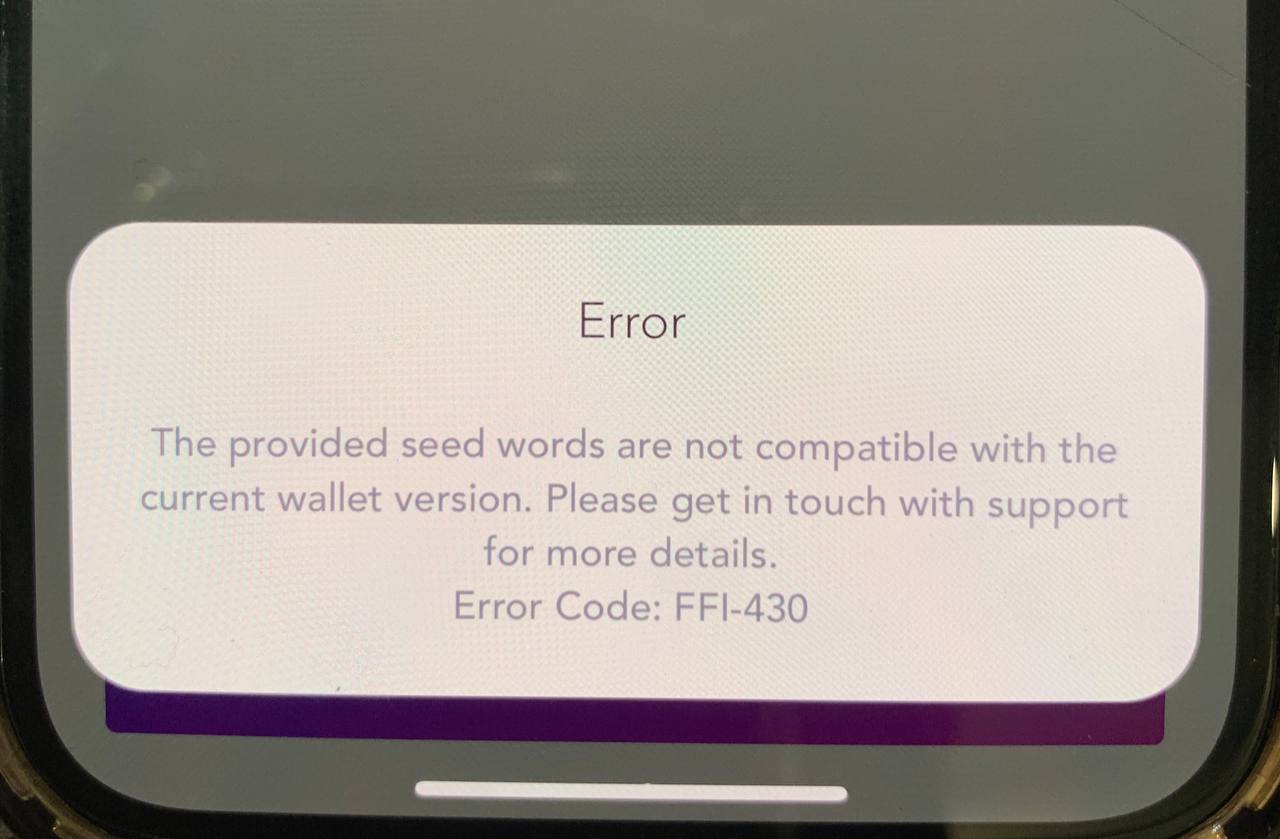 Error
The provided seed words are not compatible with the
current wallet version. Please get in touch with support
for more details.
Error Code: FFI-430